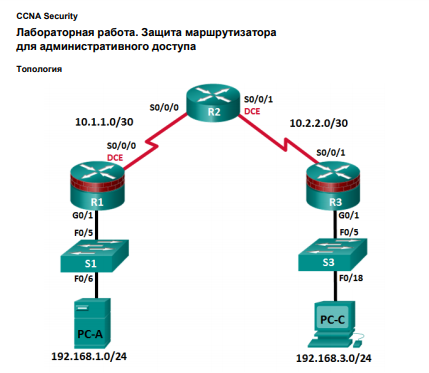 CCNA Security
Лабораторная работа. Защита маршрутизатора
для административного доступа
Топология
R2
S0/0/0
S0/0/1
DCE
10.1.1.0/30
10.2.2.0/30
S0/0/0
DCE
S0/0/1
R1
R3
G0/1
G0/1
F0/5
F0/5
S1
S3
F0/6
F0/18
PC-A
PC-C
192.168.1.0/24
192.168.3.0/24